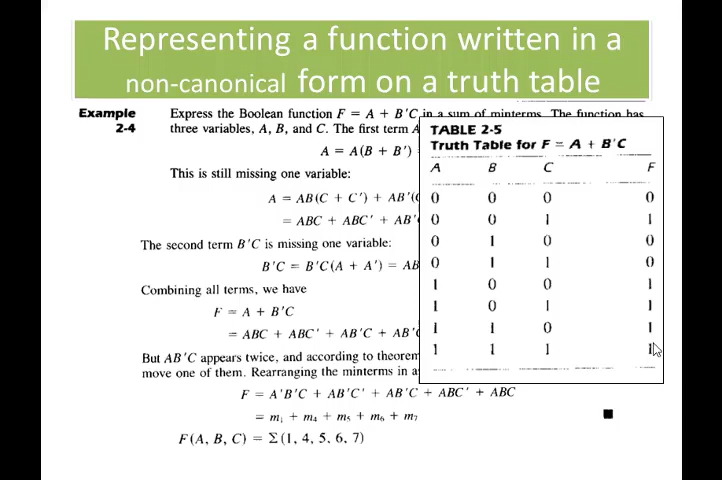 Representing a function written in a
non-canonical form on a truth table
Example
2-4
Express the Boolean function F = A + B'C in a sum of minterms. The function has
three variables, A, B, and C. The first term A
A = A(B + B') =
This is still missing one variable:
A = AB(C + C') + AB'(C
= ABC + ABC' + AB'C
The second term B'C is missing one variable:
B'C = B'C(A + A') = AB
Combining all terms, we have
F = A + B'C
= ABC + ABC' + AB'C + AB'C
But AB'C appears twice, and according to theorem
move one of them. Rearranging the minterms in as
F = A'B'C + AB'C' + AB'C + ABC' + ABC
= m₁ + m₄ + m₅ + m₆ + m₇
F(A, B, C) = Σ(1, 4, 5, 6, 7)
TABLE 2-5
Truth Table for F = A + B'C
A B C F
0 0 0 0
0 0 1 1
0 1 0 0
0 1 1 0
1 0 0 1
1 0 1 1
1 1 0 1
1 1 1 1